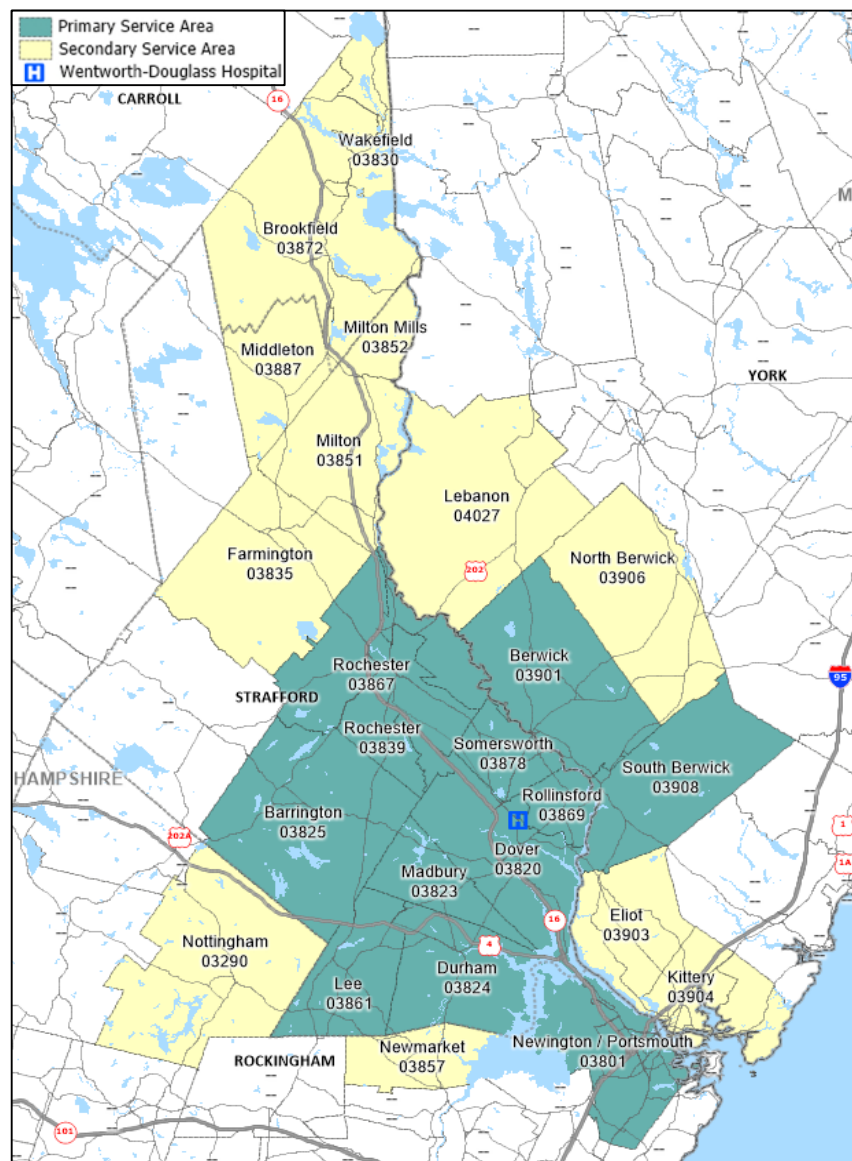 Primary Service Area
Secondary Service Area
H Wentworth-Douglass Hospital
CARROLL
16
Wakefield
03830
M
Brookfield
03872
Milton Mills
03852
Middleton
03887
YORK
Milton
03851
Lebanon
04027
Farmington
03835
202
North Berwick
03906
Rochester
03867
Berwick
03901
95
STRAFFORD
Rochester
03839
Somersworth
03878
South Berwick
03908
HAMPSHIRE
Rollinsford
03869
Barrington
03825
H
1
202A
Dover
03820
1A
Madbury
03823
Eliot
03903
16
Nottingham
03290
4
Durham
03824
Lee
03861
Kittery
03904
Newington / Portsmouth
03801
Newmarket
03857
ROCKINGHAM
101